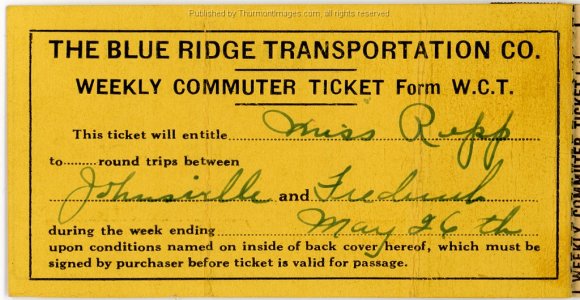 Published by Thurmontimages.com, all rights reserved
THE BLUE RIDGE TRANSPORTATION CO.
WEEKLY COMMUTER TICKET Form W.C.T.
This ticket will entitle Miss Repp
to........round trips between
Johnsville and Frederick
during the week ending May 26th
upon conditions named on inside of back cover hereof, which must be
signed by purchaser before ticket is valid for passage.
WEEKLY COMMUTER TICKET